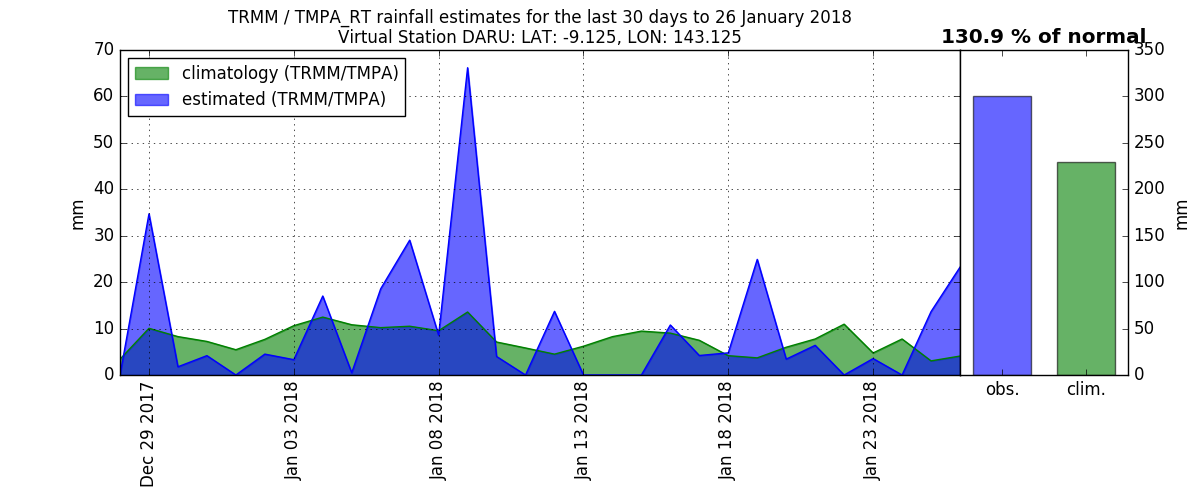 TRMM / TMPA_RT rainfall estimates for the last 30 days to 26 January 2018
Virtual Station DARU: LAT: -9.125, LON: 143.125
130.9 % of normal
climatology (TRMM/TMPA)
estimated (TRMM/TMPA)
70
60
50
40
30
20
10
0
mm
Dec 29 2017
Jan 03 2018
Jan 08 2018
Jan 13 2018
Jan 18 2018
Jan 23 2018
350
300
250
200
150
100
50
0
mm
obs.
clim.